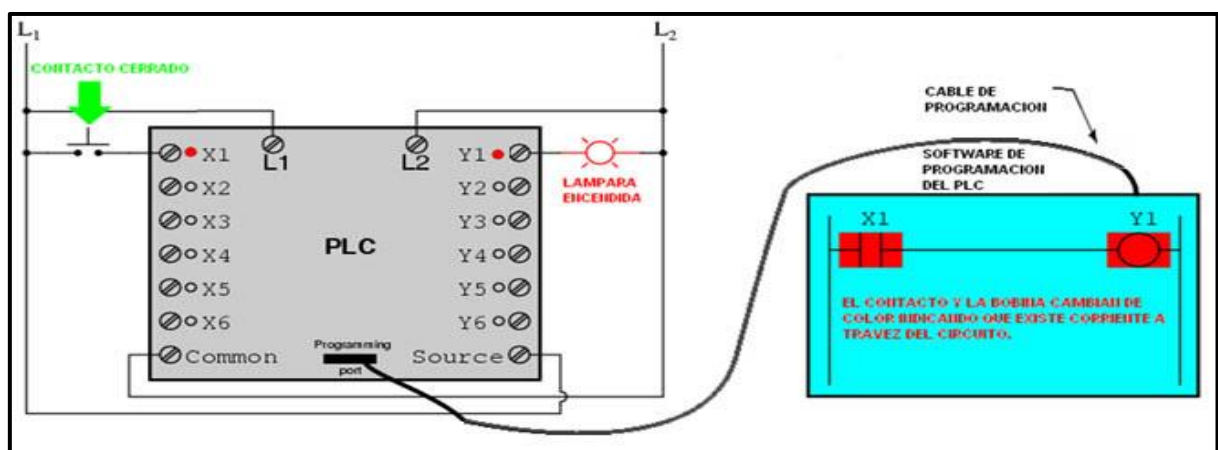 L1
L2
CONTACTO CERRADO
CABLE DE
PROGRAMACION
X1
L1
L2
Y1
SOFTWARE DE
PROGRAMACION
DEL PLC
LAMPARA
ENCENDIDA
X2
Y2
X3
Y3
PLC
X4
Y4
X5
Y5
X6
Y6
Common
Programming
port
Source
X1
Y1
EL CONTACTO Y LA BOBINA CAMBIAN DE
COLOR INDICANDO QUE EXISTE CORRIENTE A
TRAVEZ DEL CIRCUITO.